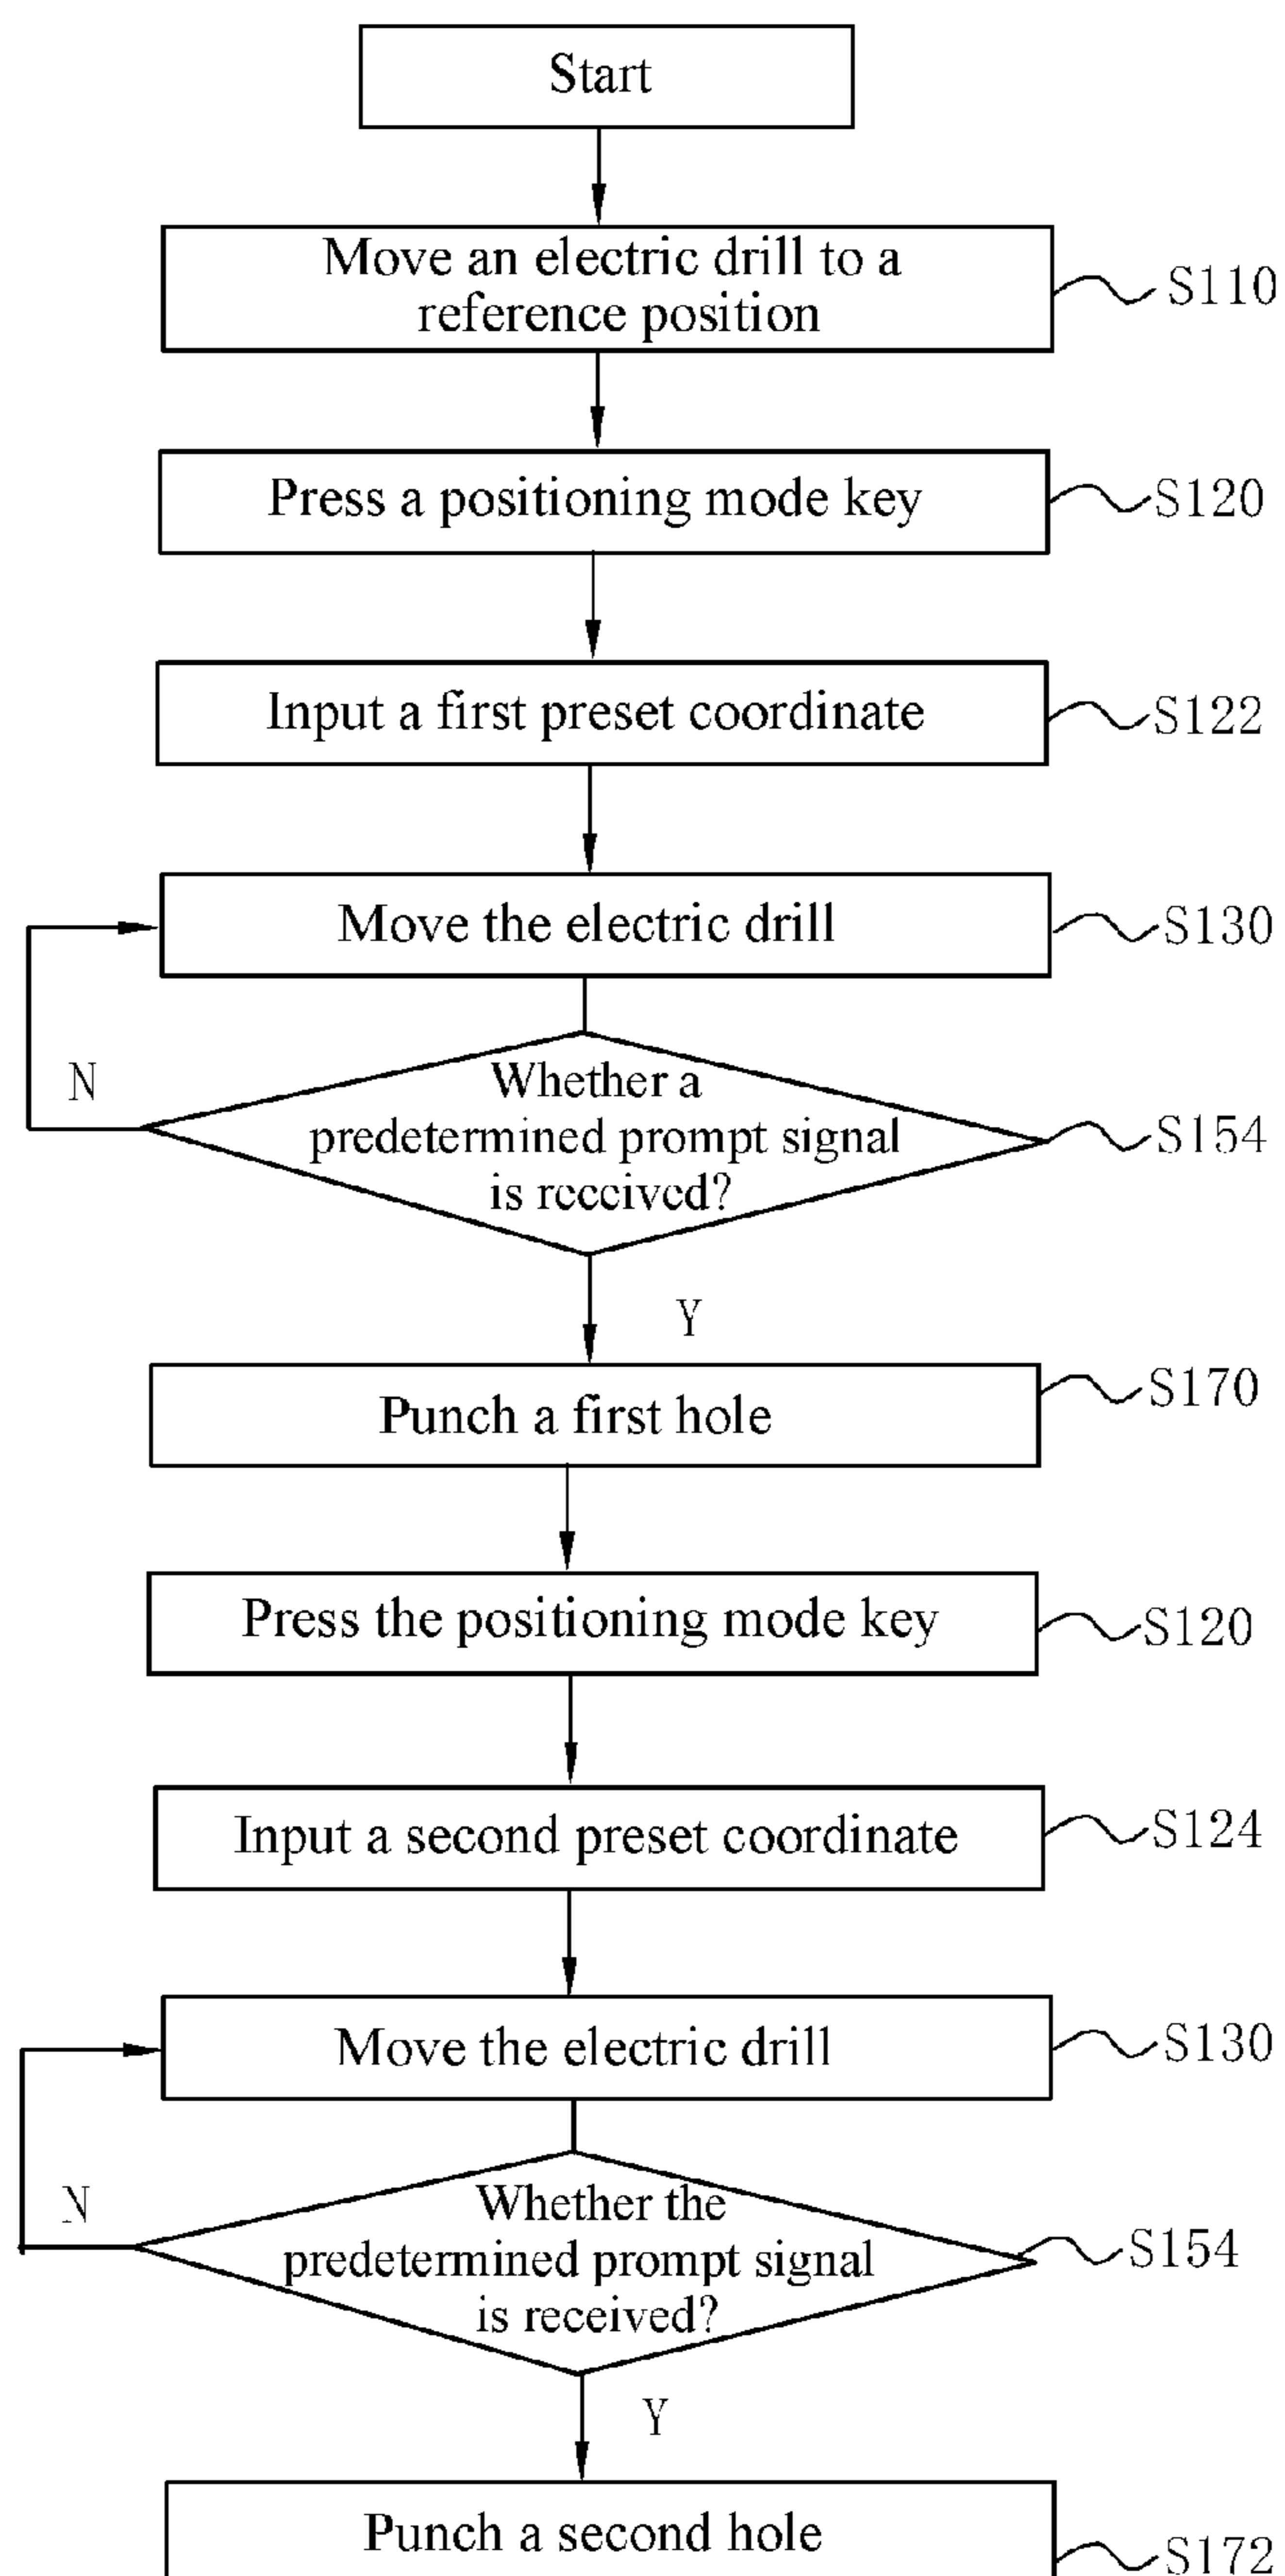 Start
Move an electric drill to a
reference position
S110
Press a positioning mode key
S120
Input a first preset coordinate
S122
Move the electric drill
S130
N
Whether a
predetermined prompt signal
is received?
S154
Y
Punch a first hole
S170
Press the positioning mode key
S120
Input a second preset coordinate
S124
Move the electric drill
S130
N
Whether the
predetermined prompt signal
is received?
S154
Y
Punch a second hole
S172